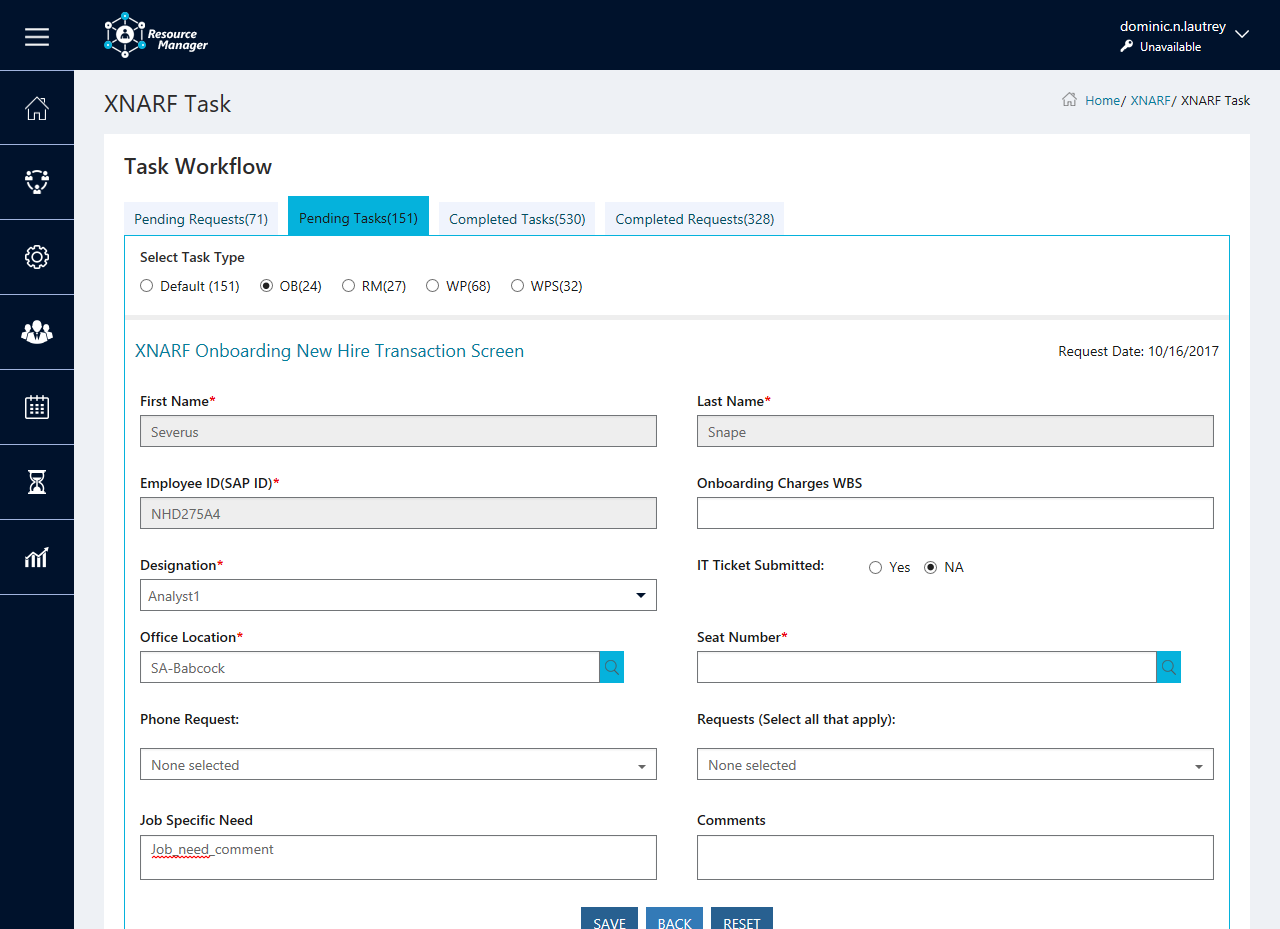 Resource
Manager
dominic.n.lautrey
Unavailable
XNARF Task
Home/ XNARF/ XNARF Task
Task Workflow
Pending Requests(71) Pending Tasks(151) Completed Tasks(530) Completed Requests(328)
Select Task Type
Default (151) OB(24) RM(27) WP(68) WPS(32)
XNARF Onboarding New Hire Transaction Screen Request Date: 10/16/2017
First Name* Last Name*
Severus Snape
Employee ID(SAP ID)* Onboarding Charges WBS
NHD275A4
Designation* IT Ticket Submitted: Yes NA
Analyst1
Office Location* Seat Number*
SA-Babcock
Phone Request: Requests (Select all that apply):
None selected None selected
Job Specific Need Comments
Job_need_comment
SAVE BACK RESET